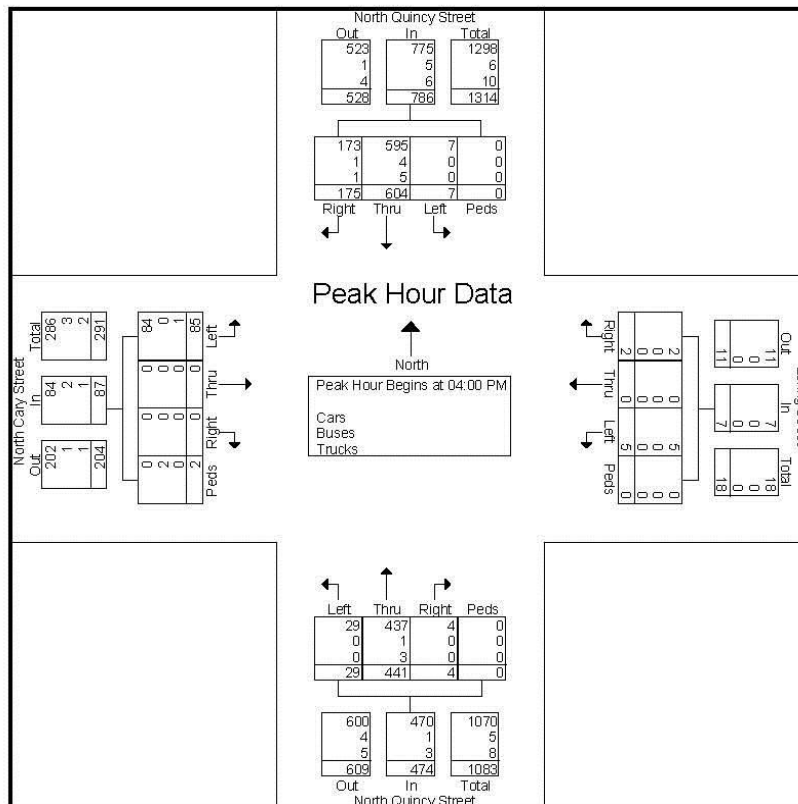 North Quincy Street
Out In Total
523 775 1298
1 5 6
4 6 10
528 786 1314
173 595 7 0
1 4 0 0
1 5 0 0
175 604 7 0
Right Thru Left Peds
Peak Hour Data
North
Peak Hour Begins at 04:00 PM
Cars
Buses
Trucks
North Cary Street
Out In Total
202 84 286
1 2 3
1 1 2
204 87 291
84 0 0 0
0 0 0 2
1 0 0 0
85 0 0 2
Left Thru Right Peds
Right Thru Left Peds
2 0 5 0
0 0 0 0
0 0 0 0
2 0 5 0
Out In Total
11 7 18
0 0 0
0 0 0
11 7 18
Left Thru Right Peds
29 437 4 0
0 1 0 0
0 3 0 0
29 441 4 0
600 470 1070
4 1 5
5 3 8
609 474 1083
Out In Total
North Quincy Street